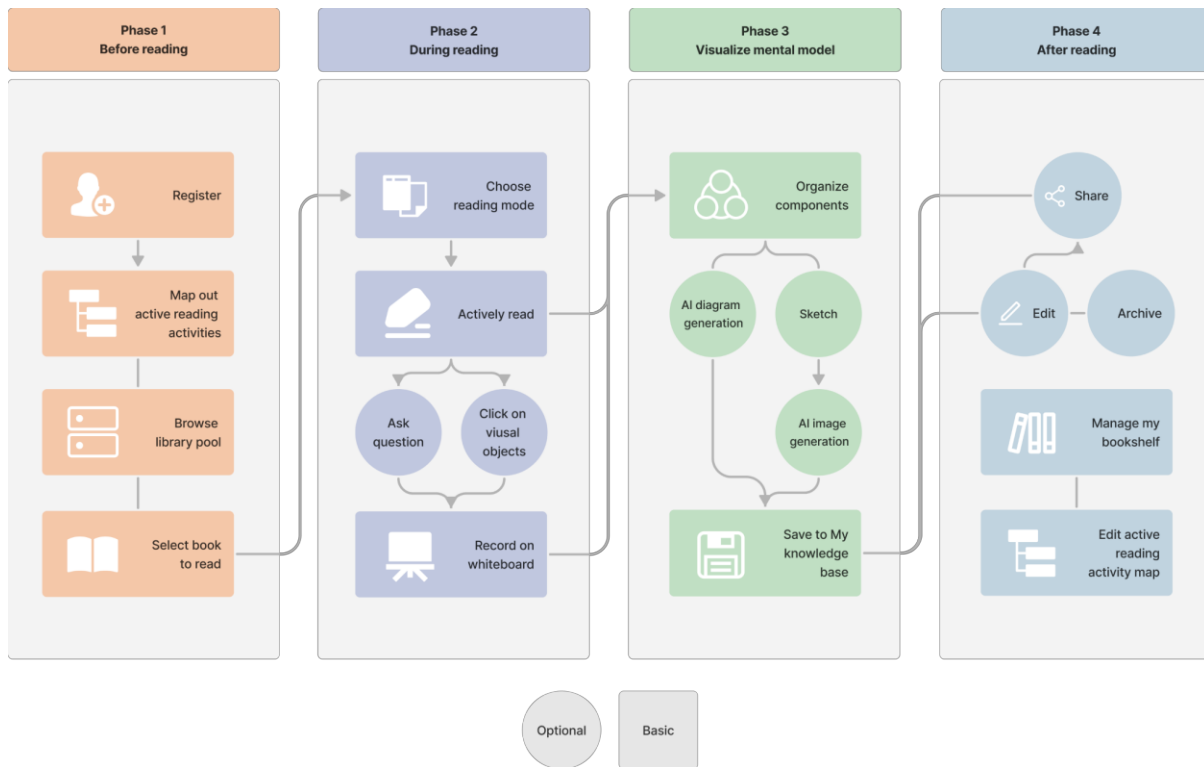 Phase 1
Before reading
Phase 2
During reading
Phase 3
Visualize mental model
Phase 4
After reading
Register
Map out
active reading
activities
Browse
library pool
Select book
to read
Choose
reading mode
Actively read
Ask
question
Click on
viusal
objects
Record on
whiteboard
Organize
components
AI diagram
generation
Sketch
AI image
generation
Save to My
knowledge
base
Share
Edit
Archive
Manage my
bookshelf
Edit active
reading
activity map
Optional
Basic